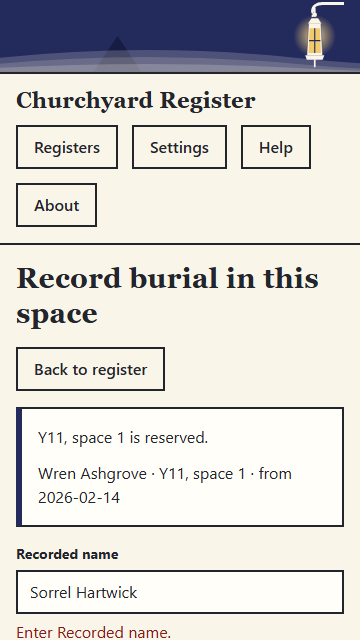 Churchyard Register
Registers
Settings
Help
About
Record burial in this
space
Back to register
Y11, space 1 is reserved.
Wren Ashgrove · Y11, space 1 · from
2026-02-14
Recorded name
Sorrel Hartwick
Enter Recorded name.